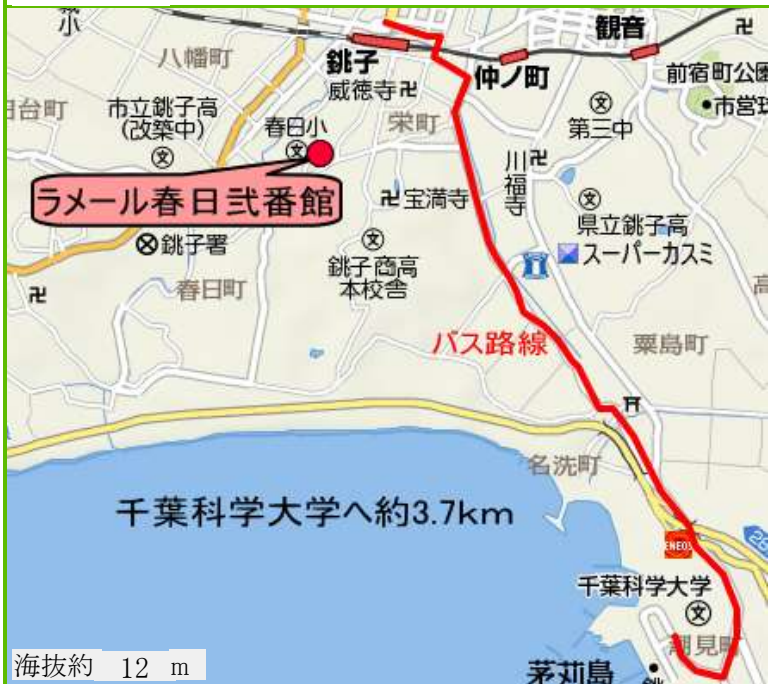 八幡町
銚子
威徳寺
仲ノ町
観音
前宿町公園
市営球
市立銚子高
(改築中)
春日小
栄町
第三中
川福寺
ラメール春日弐番館
宝満寺
県立銚子高
スーパーカスミ
銚子署
銚子商高
本校舎
春日町
バス路線
粟島町
名洗町
千葉科学大学へ約3.7km
ENEOS
千葉科学大学
潮見町
茅苅島
海抜約 12 m